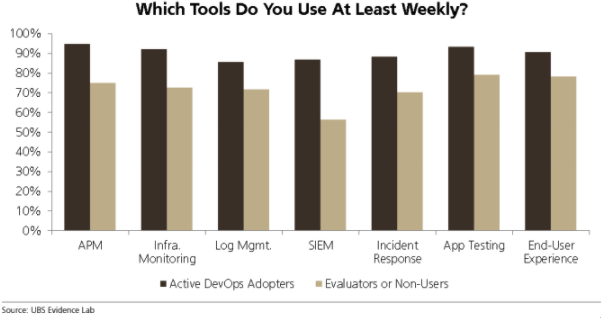 Which Tools Do You Use At Least Weekly?
100%
90%
80%
70%
60%
50%
40%
30%
20%
10%
0%
APM
Infra. Monitoring
Log Mgmt.
SIEM
Incident Response
App Testing
End-User Experience
Active DevOps Adopters
Evaluators or Non-Users
Source: UBS Evidence Lab